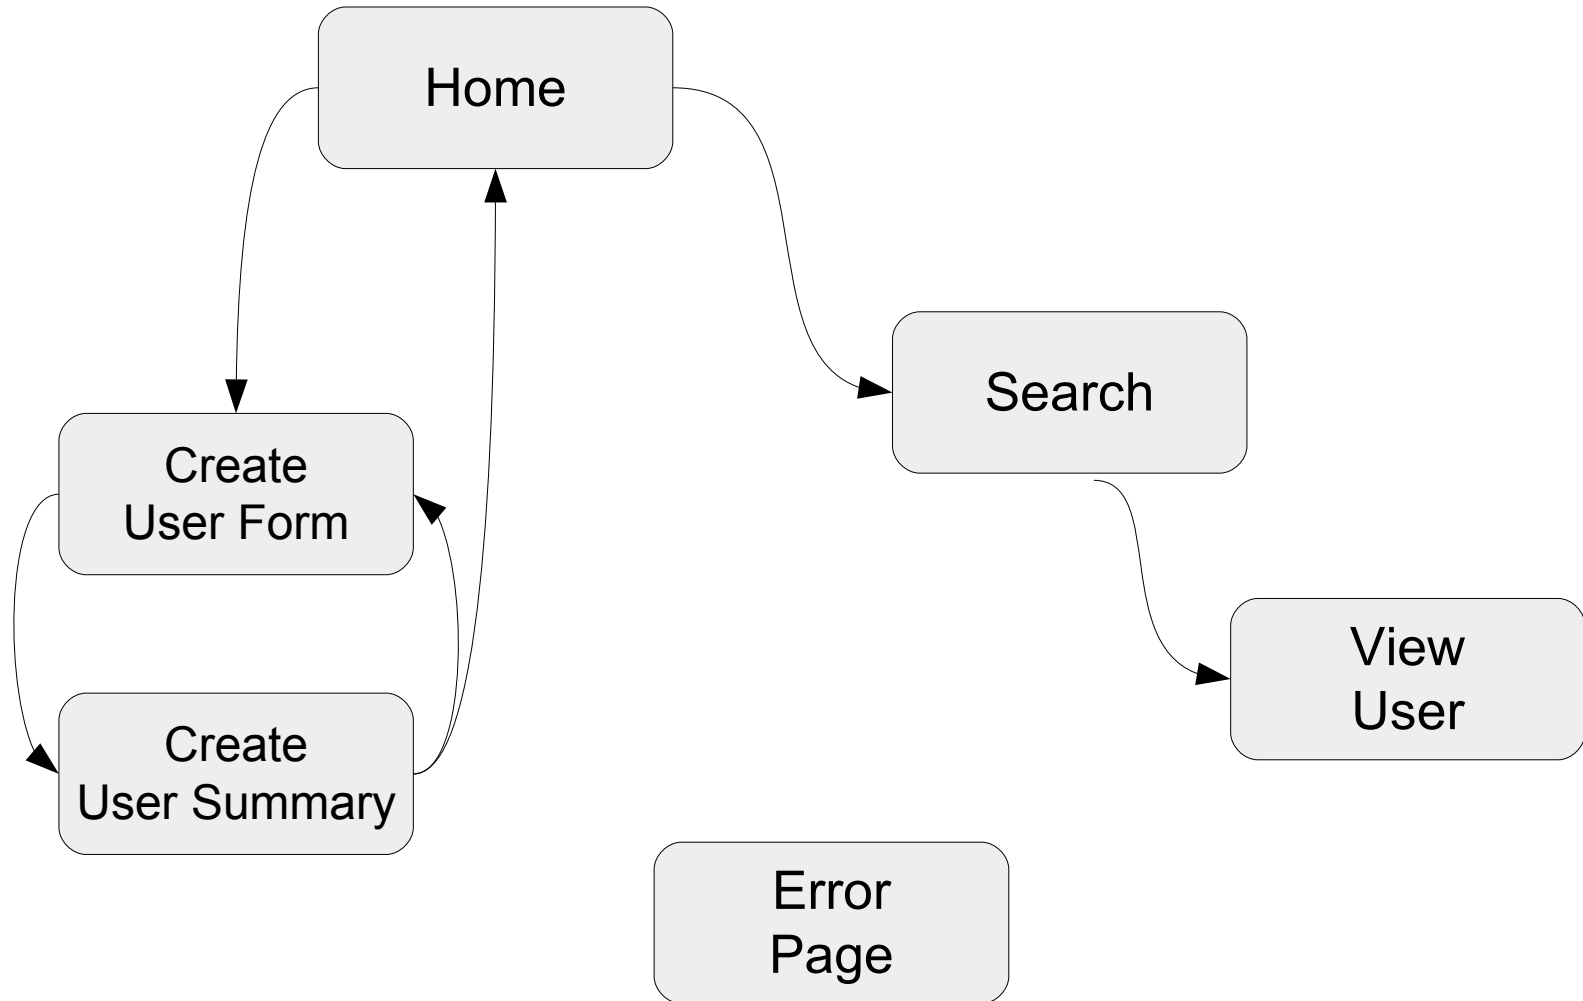 Home
Search
Create
User Form
View
User
Create
User Summary
Error
Page